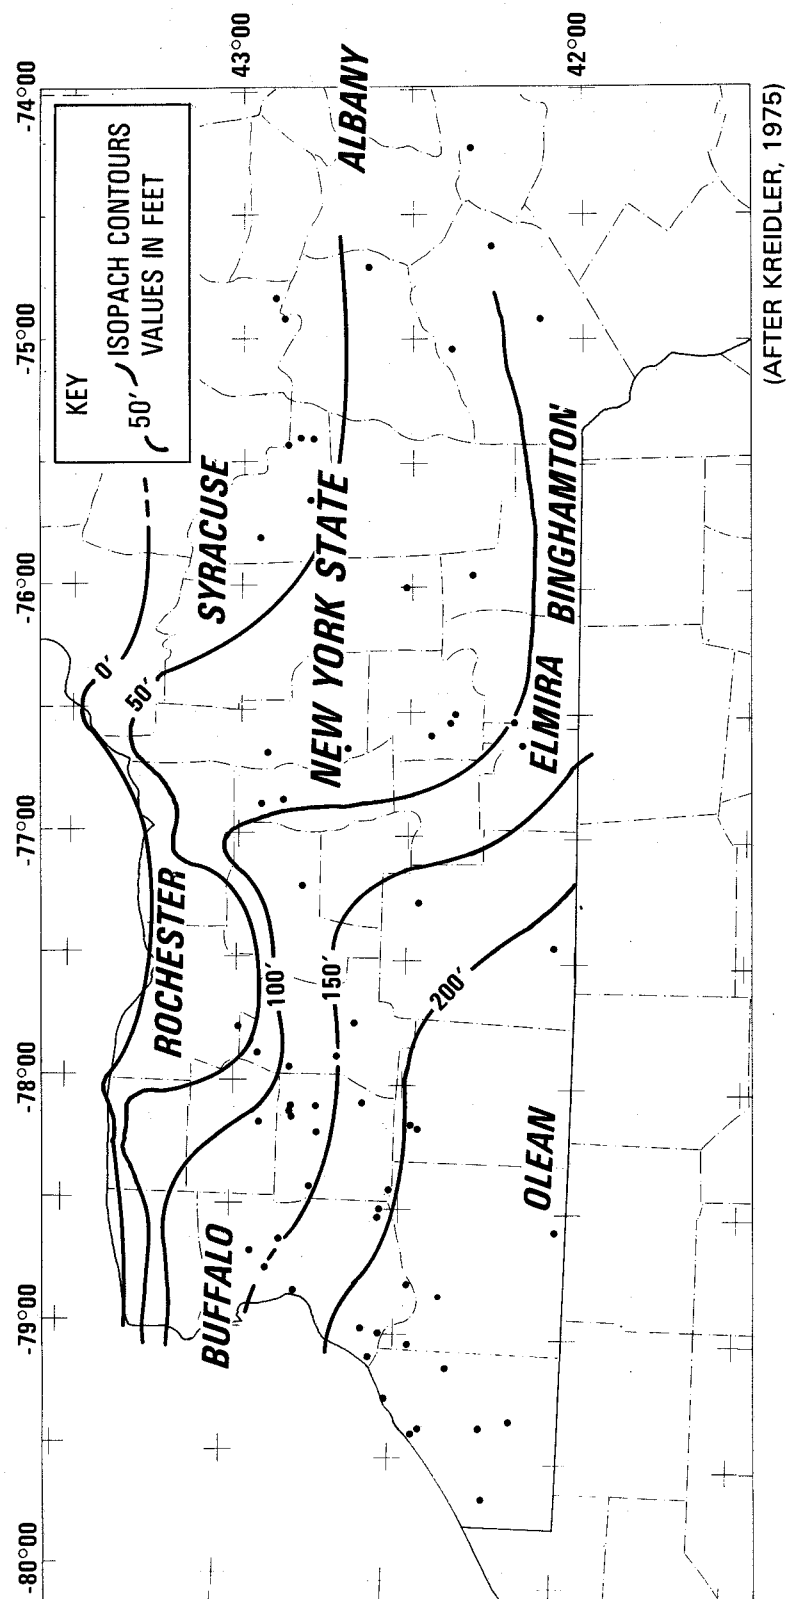 -80°00
-79°00
-78°00
-77°00
-76°00
-75°00
-74°00
KEY
50′ ISOPACH CONTOURS
VALUES IN FEET
43°00
42°00
0′
50′
100′
150′
200′
BUFFALO
ROCHESTER
SYRACUSE
ALBANY
NEW YORK STATE
OLEAN
ELMIRA
BINGHAMTON
(AFTER KREIDLER, 1975)